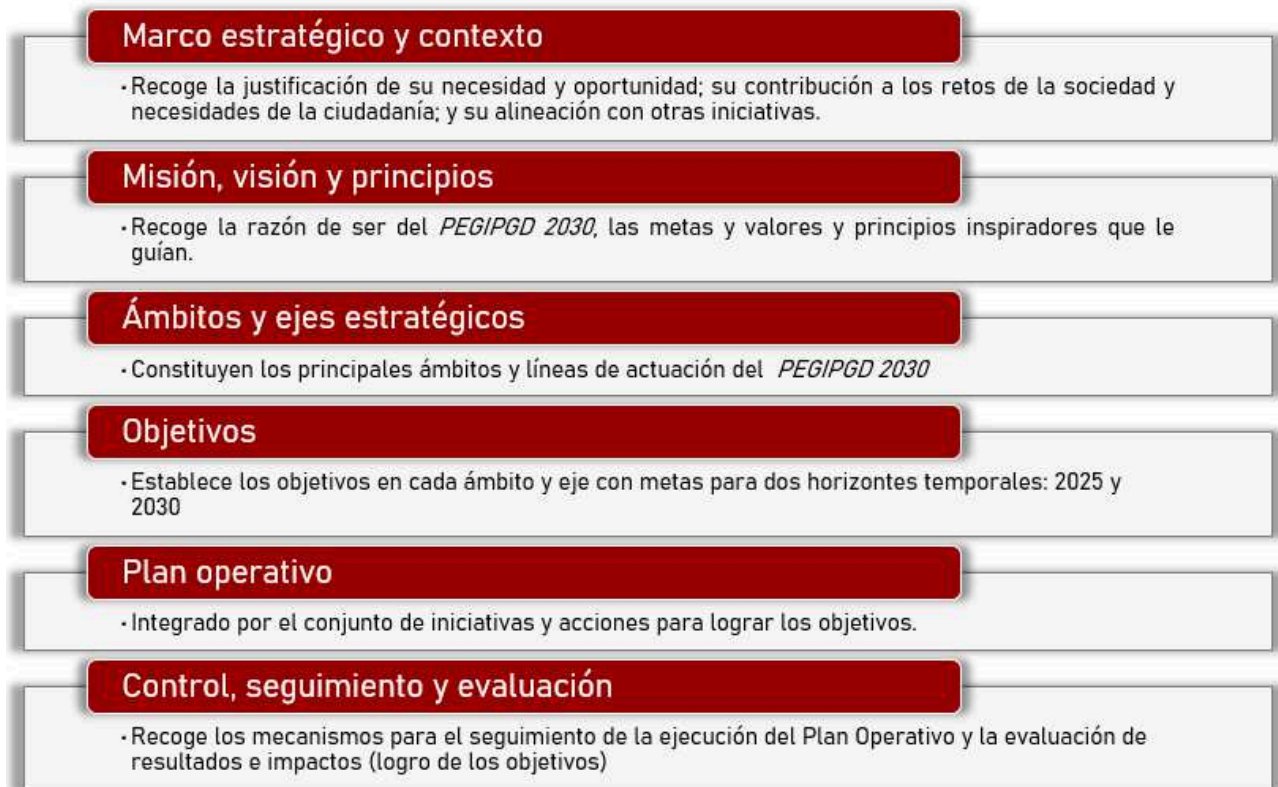 Marco estratégico y contexto
· Recoge la justificación de su necesidad y oportunidad; su contribución a los retos de la sociedad y
necesidades de la ciudadanía; y su alineación con otras iniciativas.
Misión, visión y principios
· Recoge la razón de ser del PEGIPGD 2030, las metas y valores y principios inspiradores que le
guían.
Ámbitos y ejes estratégicos
· Constituyen los principales ámbitos y líneas de actuación del PEGIPGD 2030
Objetivos
· Establece los objetivos en cada ámbito y eje con metas para dos horizontes temporales: 2025 y
2030
Plan operativo
· Integrado por el conjunto de iniciativas y acciones para lograr los objetivos.
Control, seguimiento y evaluación
· Recoge los mecanismos para el seguimiento de la ejecución del Plan Operativo y la evaluación de
resultados e impactos (logro de los objetivos)